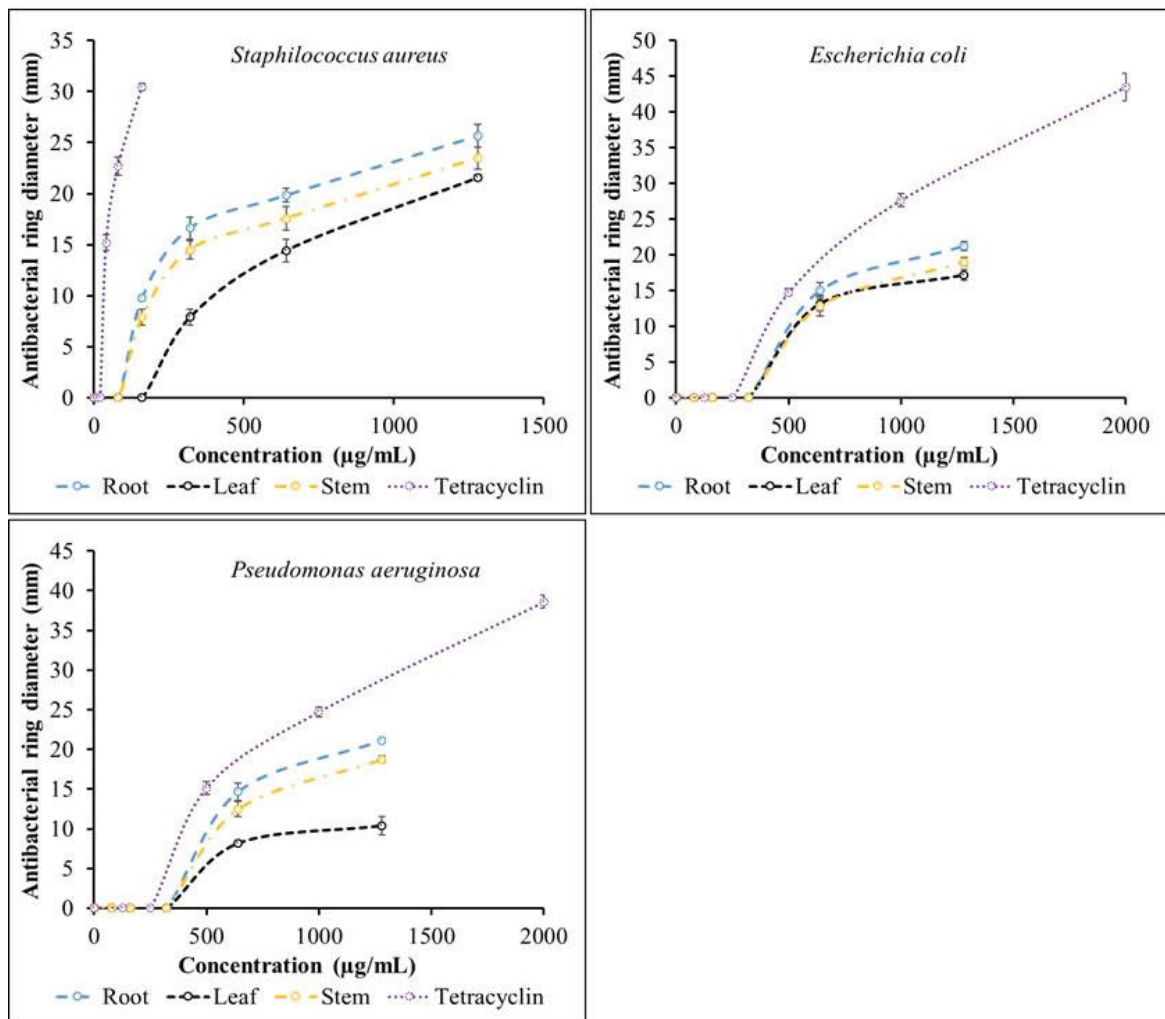 Staphilococcus aureus
Antibacterial ring diameter (mm)
35
30
25
20
15
10
5
0
0 500 1000 1500
Concentration (µg/mL)
Root Leaf Stem Tetracyclin
Escherichia coli
Antibacterial ring diameter (mm)
50
45
40
35
30
25
20
15
10
5
0
0 500 1000 1500 2000
Concentration (µg/mL)
Root Leaf Stem Tetracyclin
Pseudomonas aeruginosa
Antibacterial ring diameter (mm)
45
40
35
30
25
20
15
10
5
0
0 500 1000 1500 2000
Concentration (µg/mL)
Root Leaf Stem Tetracyclin